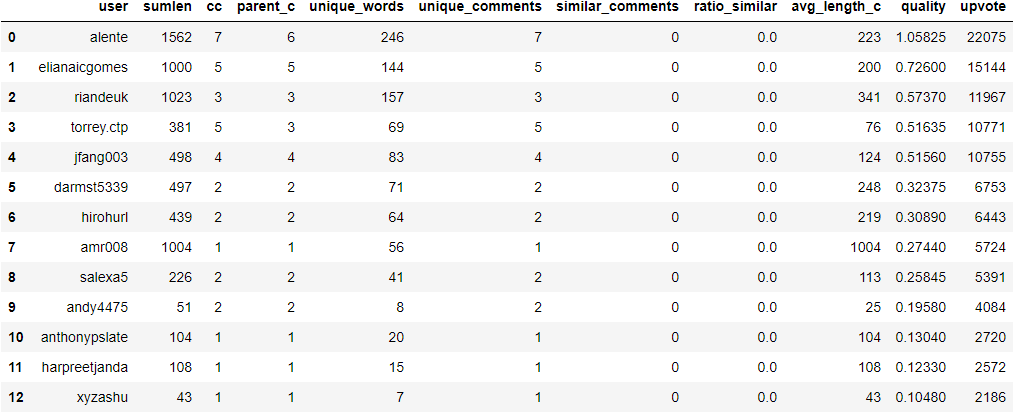 user sumlen cc parent_c unique_words unique_comments similar_comments ratio_similar avg_length_c quality upvote
0 alente 1562 7 6 246 7 0 0.0 223 1.05825 22075
1 elianaicgomes 1000 5 5 144 5 0 0.0 200 0.72600 15144
2 riandeuk 1023 3 3 157 3 0 0.0 341 0.57370 11967
3 torrey.ctp 381 5 3 69 5 0 0.0 76 0.51635 10771
4 jfang003 498 4 4 83 4 0 0.0 124 0.51560 10755
5 darmst5339 497 2 2 71 2 0 0.0 248 0.32375 6753
6 hirohurl 439 2 2 64 2 0 0.0 219 0.30890 6443
7 amr008 1004 1 1 56 1 0 0.0 1004 0.27440 5724
8 salexa5 226 2 2 41 2 0 0.0 113 0.25845 5391
9 andy4475 51 2 2 8 2 0 0.0 25 0.19580 4084
10 anthonypslate 104 1 1 20 1 0 0.0 104 0.13040 2720
11 harpreetjanda 108 1 1 15 1 0 0.0 108 0.12330 2572
12 xyzashu 43 1 1 7 1 0 0.0 43 0.10480 2186